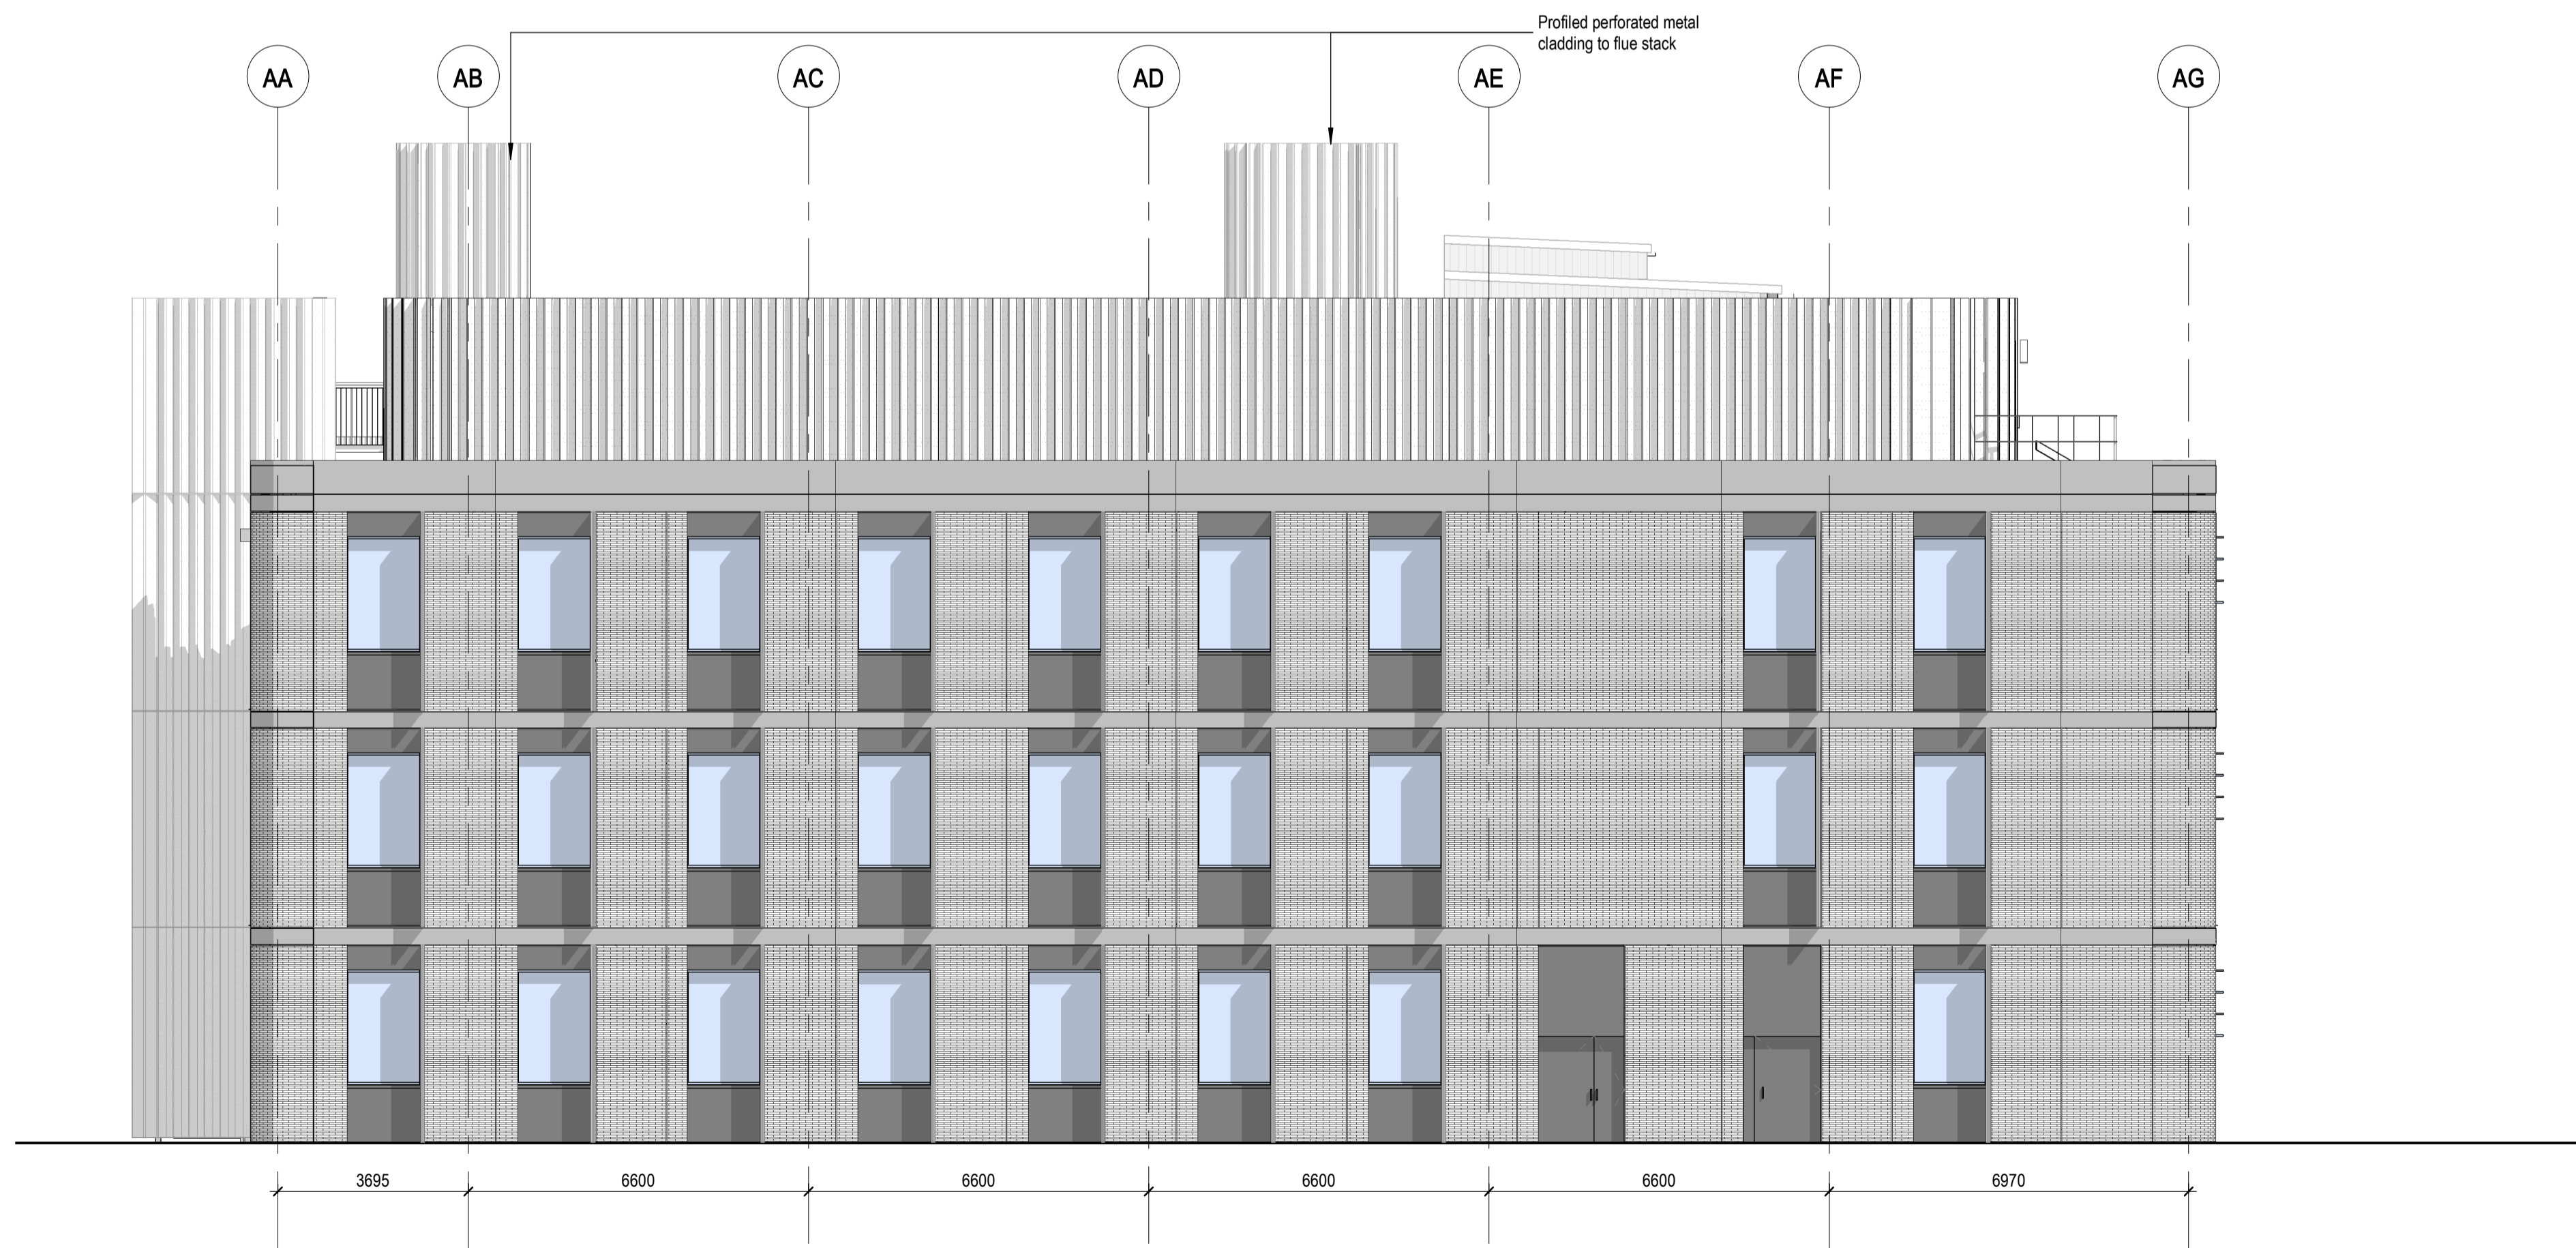 Profiled perforated metal
cladding to flue stack
AA AB AC AD AE AF AG
3695 6600 6600 6600 6600 6970